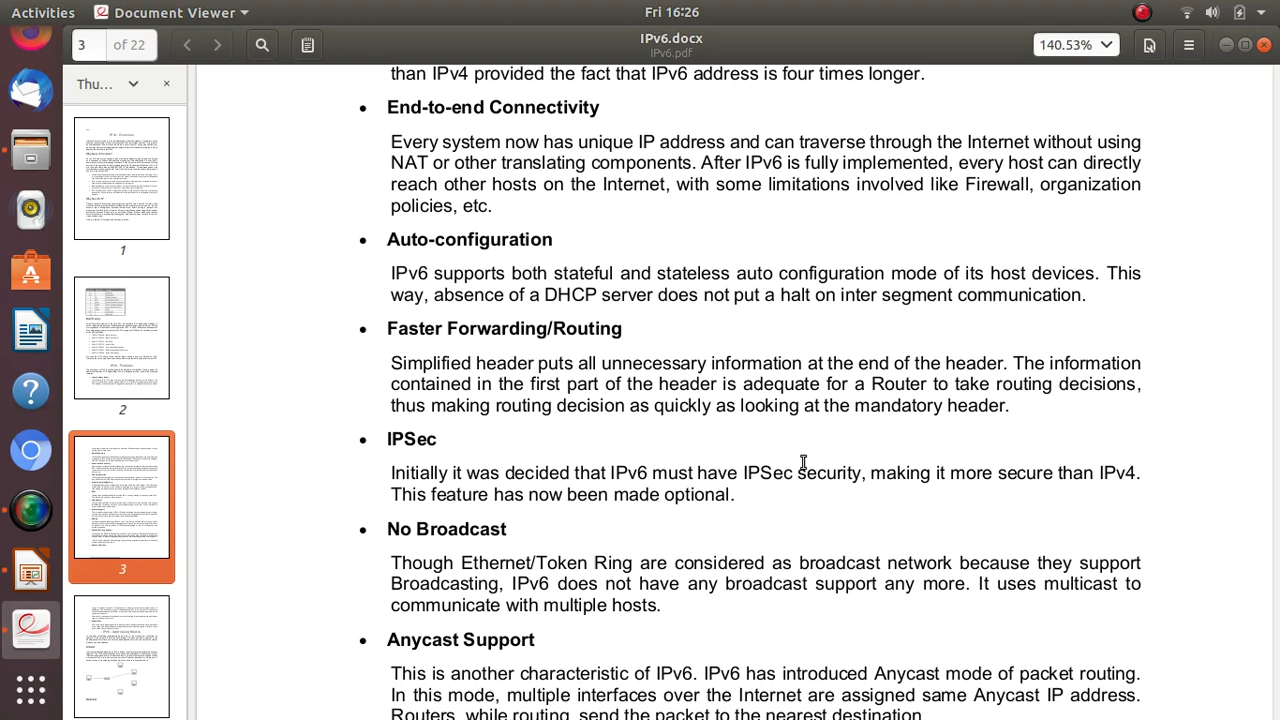 Activities Document Viewer Fri 16:26
3 of 22 IPv6.docx 140.53%
IPv6.pdf
Thu...
1
2
3
than IPv4 provided the fact that IPv6 address is four times longer.
• End-to-end Connectivity
Every system now has unique IP address and can traverse through the Internet without using
NAT or other translating components. After IPv6 is fully implemented, every host can directly
reach other hosts on the Internet, with some limitations involved like Firewall, organization
policies, etc.
• Auto-configuration
IPv6 supports both stateful and stateless auto configuration mode of its host devices. This
way, absence of a DHCP server does not put a halt on inter segment communication.
• Faster Forwarding/Routing
Simplified header puts all unnecessary information at the end of the header. The information
contained in the first part of the header is adequate for a Router to take routing decisions,
thus making routing decision as quickly as looking at the mandatory header.
• IPSec
Initially it was decided that IPv6 must have IPSec security, making it more secure than IPv4.
This feature has now been made optional.
• No Broadcast
Though Ethernet/Token Ring are considered as broadcast network because they support
Broadcasting, IPv6 does not have any broadcast support any more. It uses multicast to
communicate with multiple hosts.
• Anycast Support
This is another characteristic of IPv6. IPv6 has introduced Anycast mode of packet routing.
In this mode, multiple interfaces over the Internet are assigned same Anycast IP address.
Routers, while routing, send the packet to the nearest destination.